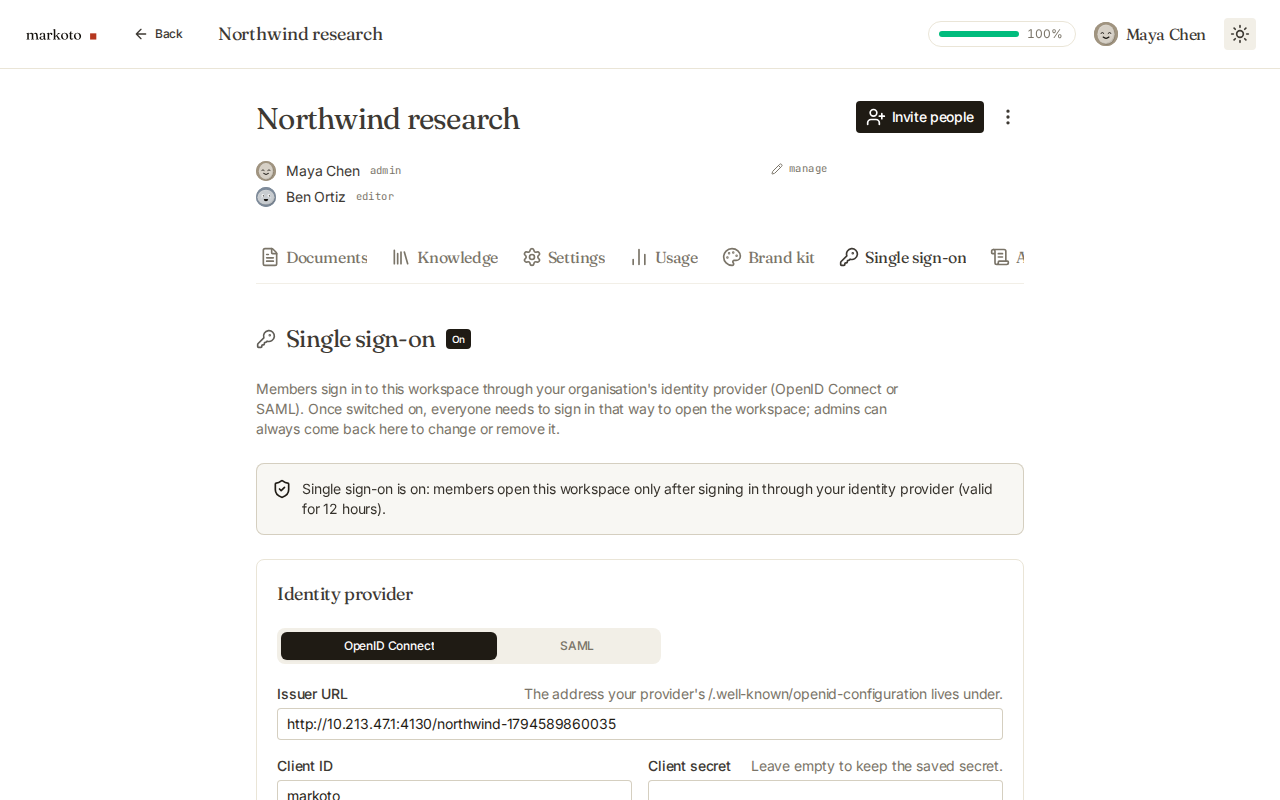 markoto
Back
Northwind research
100%
Maya Chen
Northwind research
Invite people
Maya Chen admin
manage
Ben Ortiz editor
Documents
Knowledge
Settings
Usage
Brand kit
Single sign-on
Single sign-on
On
Members sign in to this workspace through your organisation's identity provider (OpenID Connect or
SAML). Once switched on, everyone needs to sign in that way to open the workspace; admins can
always come back here to change or remove it.
Single sign-on is on: members open this workspace only after signing in through your identity provider (valid
for 12 hours).
Identity provider
OpenID Connect
SAML
Issuer URL
The address your provider's /.well-known/openid-configuration lives under.
http://10.213.47.1:4130/northwind-1794589860035
Client ID
Client secret
Leave empty to keep the saved secret.
markoto